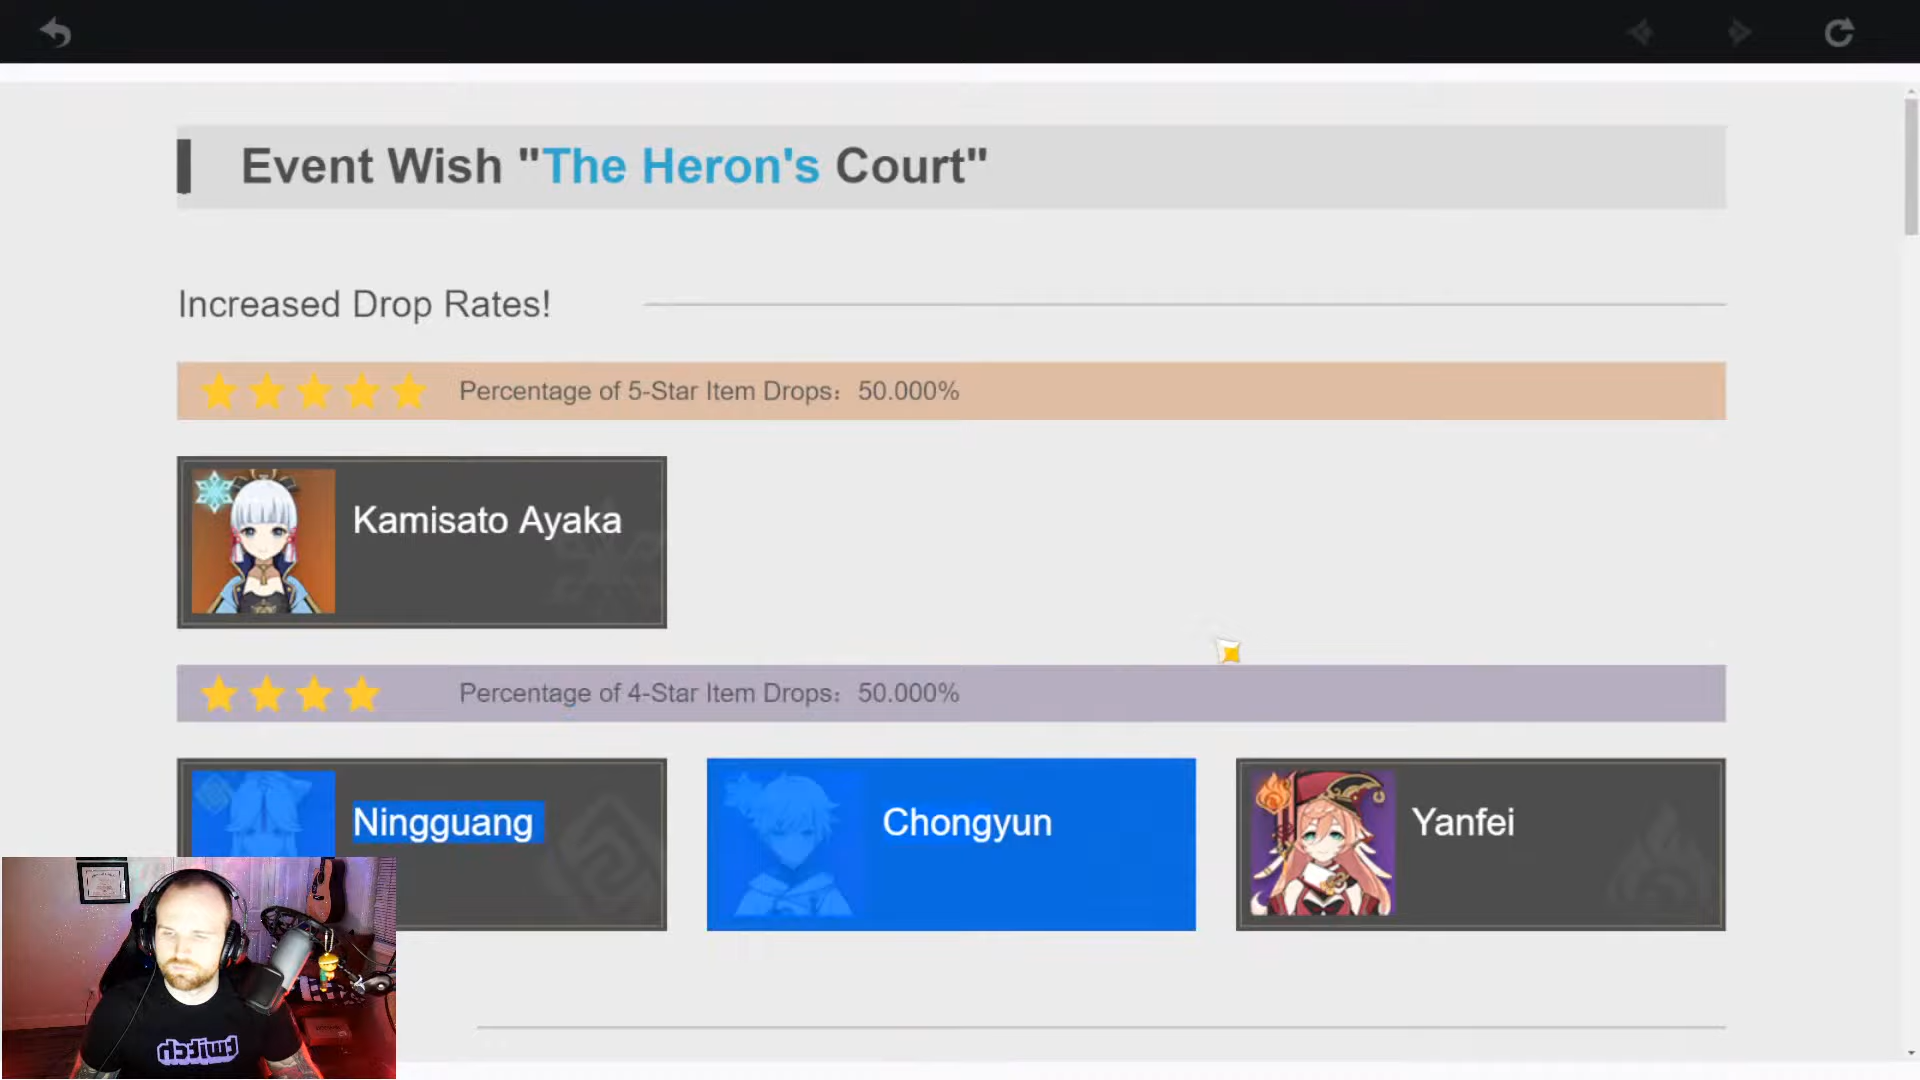 Event Wish "The Heron's Court"
Increased Drop Rates!
Percentage of 5-Star Item Drops: 50.000%
Kamisato Ayaka
Percentage of 4-Star Item Drops: 50.000%
Ningguang
Chongyun
Yanfei
twitch